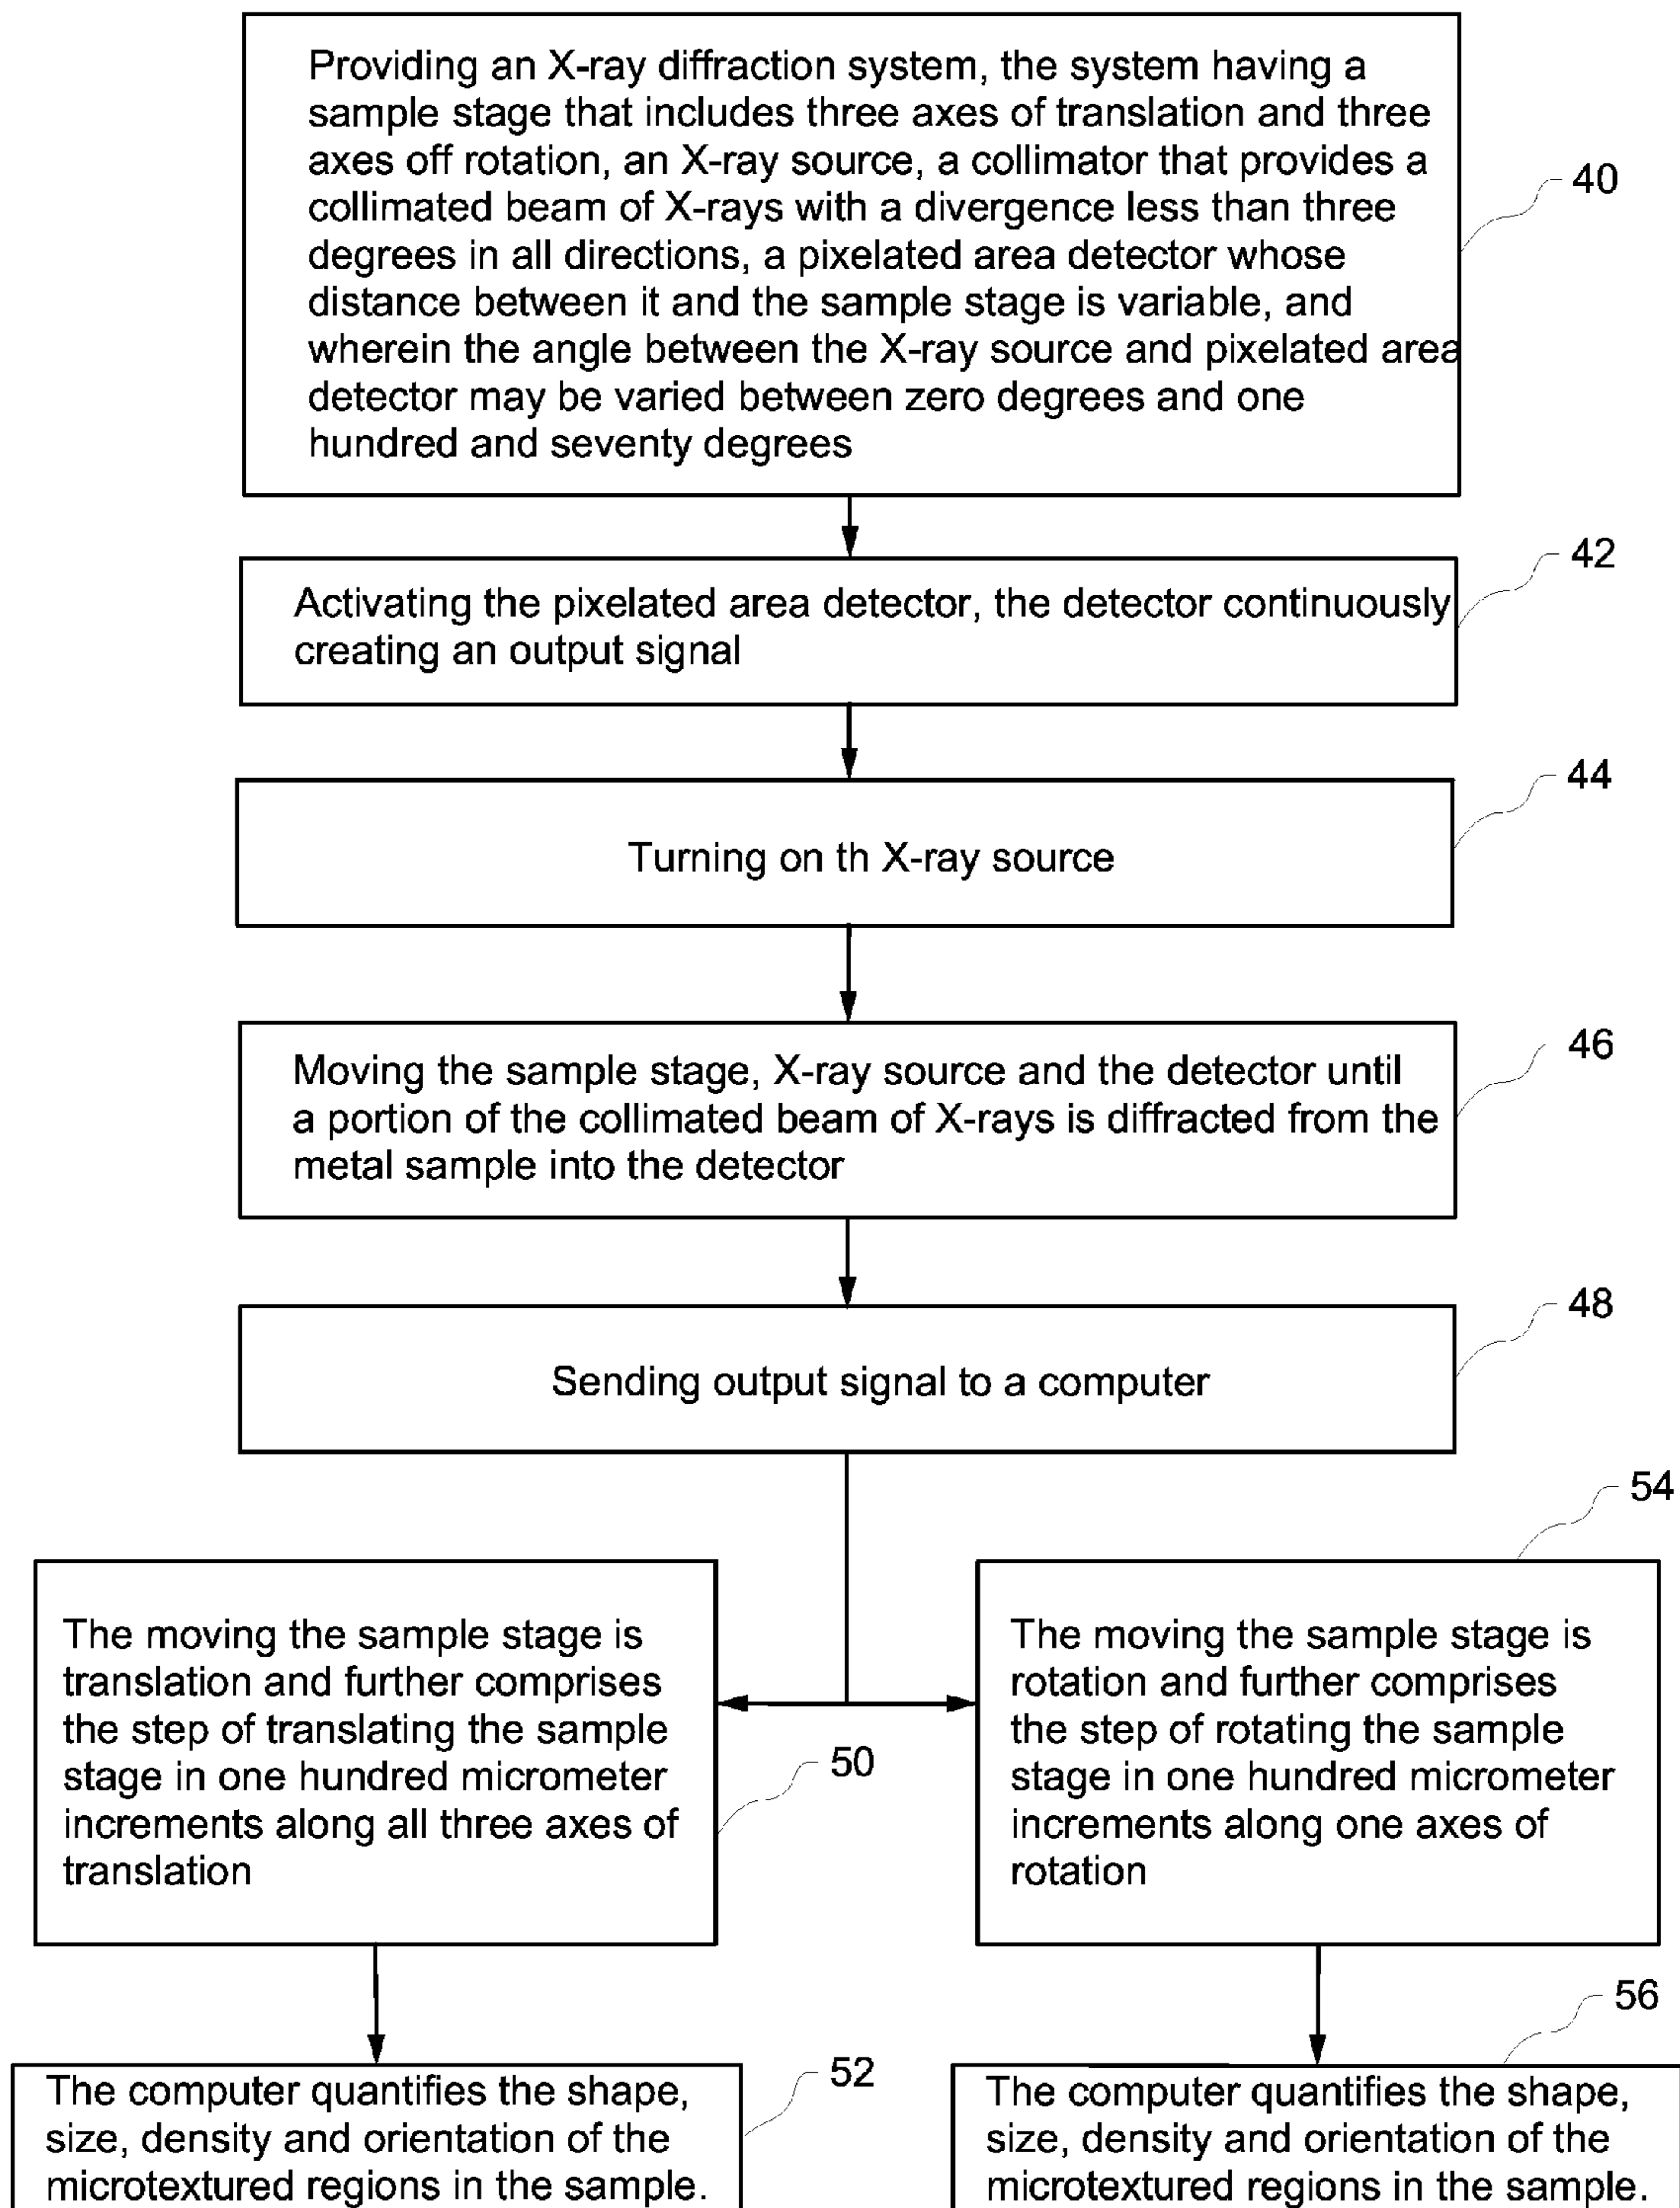 Providing an X-ray diffraction system, the system having a
sample stage that includes three axes of translation and three
axes off rotation, an X-ray source, a collimator that provides a
collimated beam of X-rays with a divergence less than three
degrees in all directions, a pixelated area detector whose
distance between it and the sample stage is variable, and
wherein the angle between the X-ray source and pixelated area
detector may be varied between zero degrees and one
hundred and seventy degrees
40
Activating the pixelated area detector, the detector continuously
creating an output signal
42
Turning on th X-ray source
44
Moving the sample stage, X-ray source and the detector until
a portion of the collimated beam of X-rays is diffracted from the
metal sample into the detector
46
Sending output signal to a computer
48
The moving the sample stage is
translation and further comprises
the step of translating the sample
stage in one hundred micrometer
increments along all three axes of
translation
50
54
The moving the sample stage is
rotation and further comprises
the step of rotating the sample
stage in one hundred micrometer
increments along one axes of
rotation
The computer quantifies the shape,
size, density and orientation of the
microtextured regions in the sample.
52
56
The computer quantifies the shape,
size, density and orientation of the
microtextured regions in the sample.